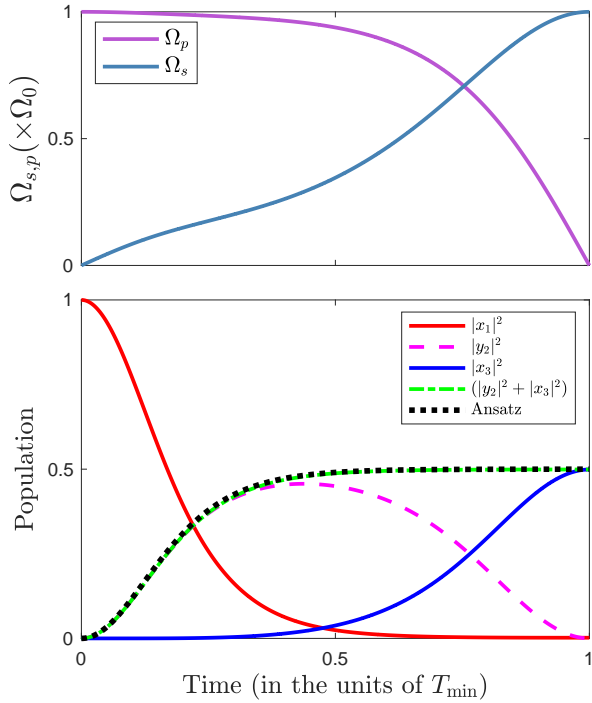 1
Ω_p
Ω_s
0.5
0
Ω_{s,p}(×Ω_0)
1
|x_1|^2
|y_2|^2
|x_3|^2
(|y_2|^2 + |x_3|^2)
Ansatz
0.5
0
Population
0 0.5 1
Time (in the units of T_min)